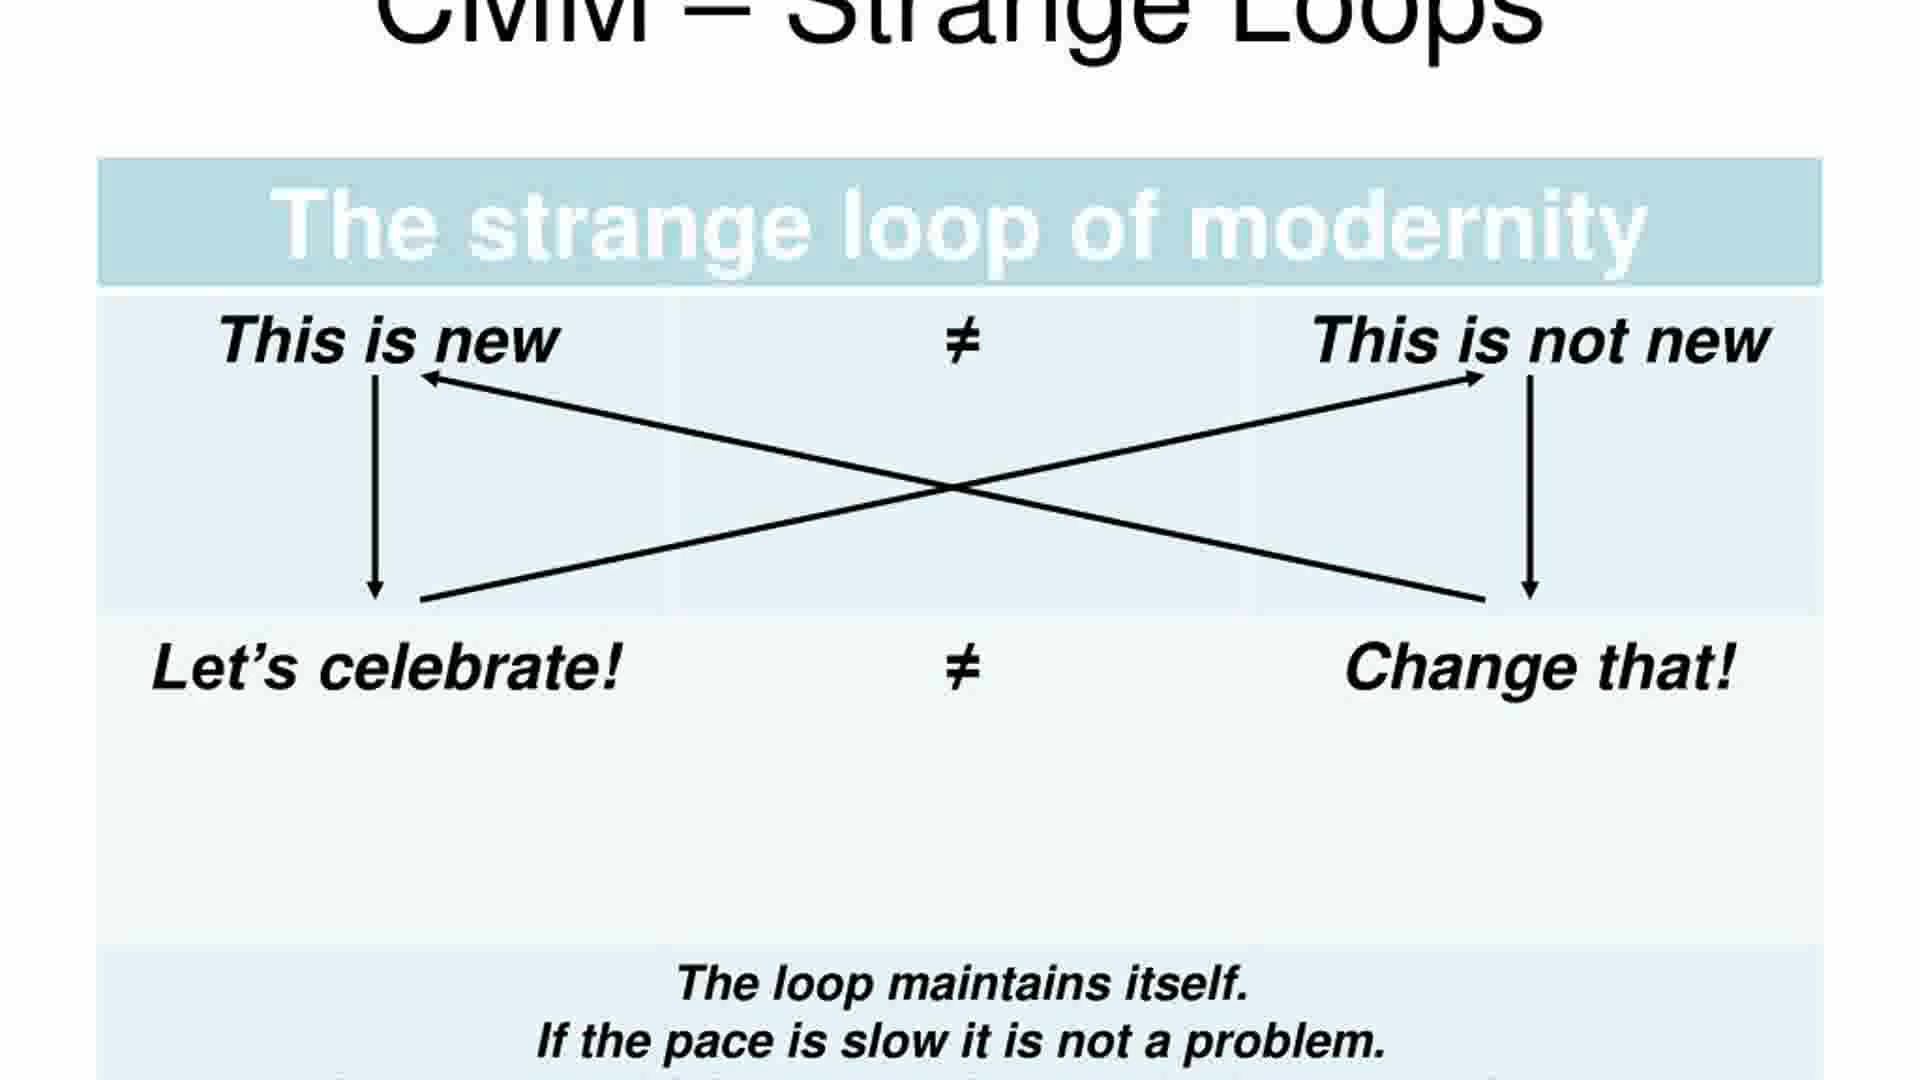 CMM – Strange Loops
The strange loop of modernity
This is new ≠ This is not new
Let’s celebrate! ≠ Change that!
The loop maintains itself.
If the pace is slow it is not a problem.